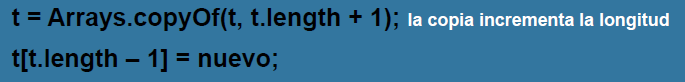 t = Arrays.copyOf(t, t.length + 1); la copia incrementa la longitud
t[t.length – 1] = nuevo;